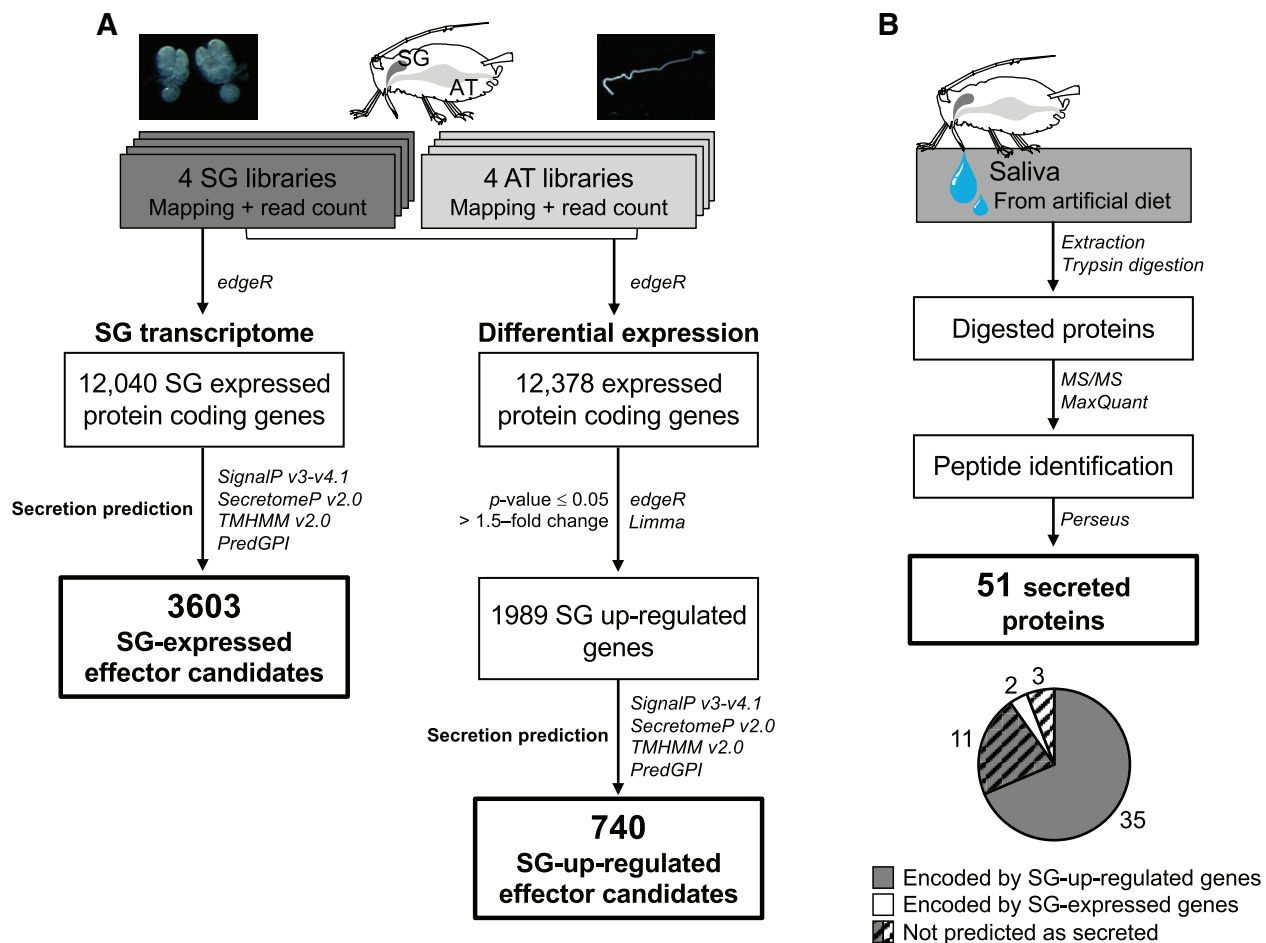 A
SG
AT
4 SG libraries
Mapping + read count
4 AT libraries
Mapping + read count
edgeR
edgeR
SG transcriptome
12,040 SG expressed
protein coding genes
Differential expression
12,378 expressed
protein coding genes
Secretion prediction
SignalP v3-v4.1
SecretomeP v2.0
TMHMM v2.0
PredGPI
p-value ≤ 0.05
> 1.5–fold change
edgeR
Limma
3603
SG-expressed
effector candidates
1989 SG up-regulated
genes
Secretion prediction
SignalP v3-v4.1
SecretomeP v2.0
TMHMM v2.0
PredGPI
740
SG-up-regulated
effector candidates
B
Saliva
From artificial diet
Extraction
Trypsin digestion
Digested proteins
MS/MS
MaxQuant
Peptide identification
Perseus
51 secreted
proteins
2
3
11
35
Encoded by SG-up-regulated genes
Encoded by SG-expressed genes
Not predicted as secreted